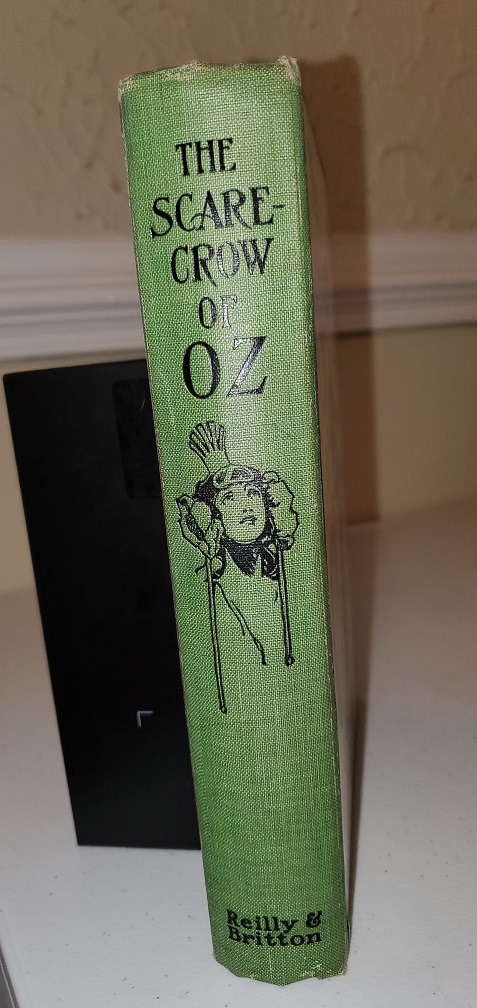 THE
SCARE-
CROW
OF
OZ
Reilly &
Britton